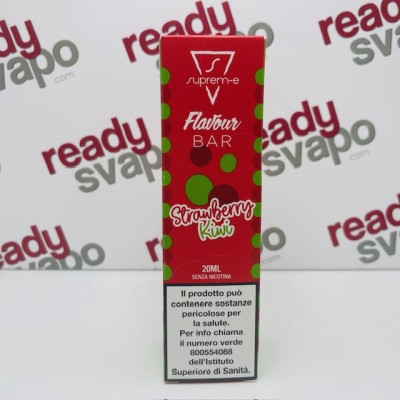 ready
svapo
.com
ready
svapo.com
ready
svapo
ready
svapo
ready
svapo
suprem-e
Flavour
BAR
Strawberry
Kiwi
20ML
SENZA NICOTINA
Il prodotto può
contenere sostanze
pericolose per
la salute.
Per info chiama
il numero verde
800554088
dell'Istituto
Superiore di Sanità.